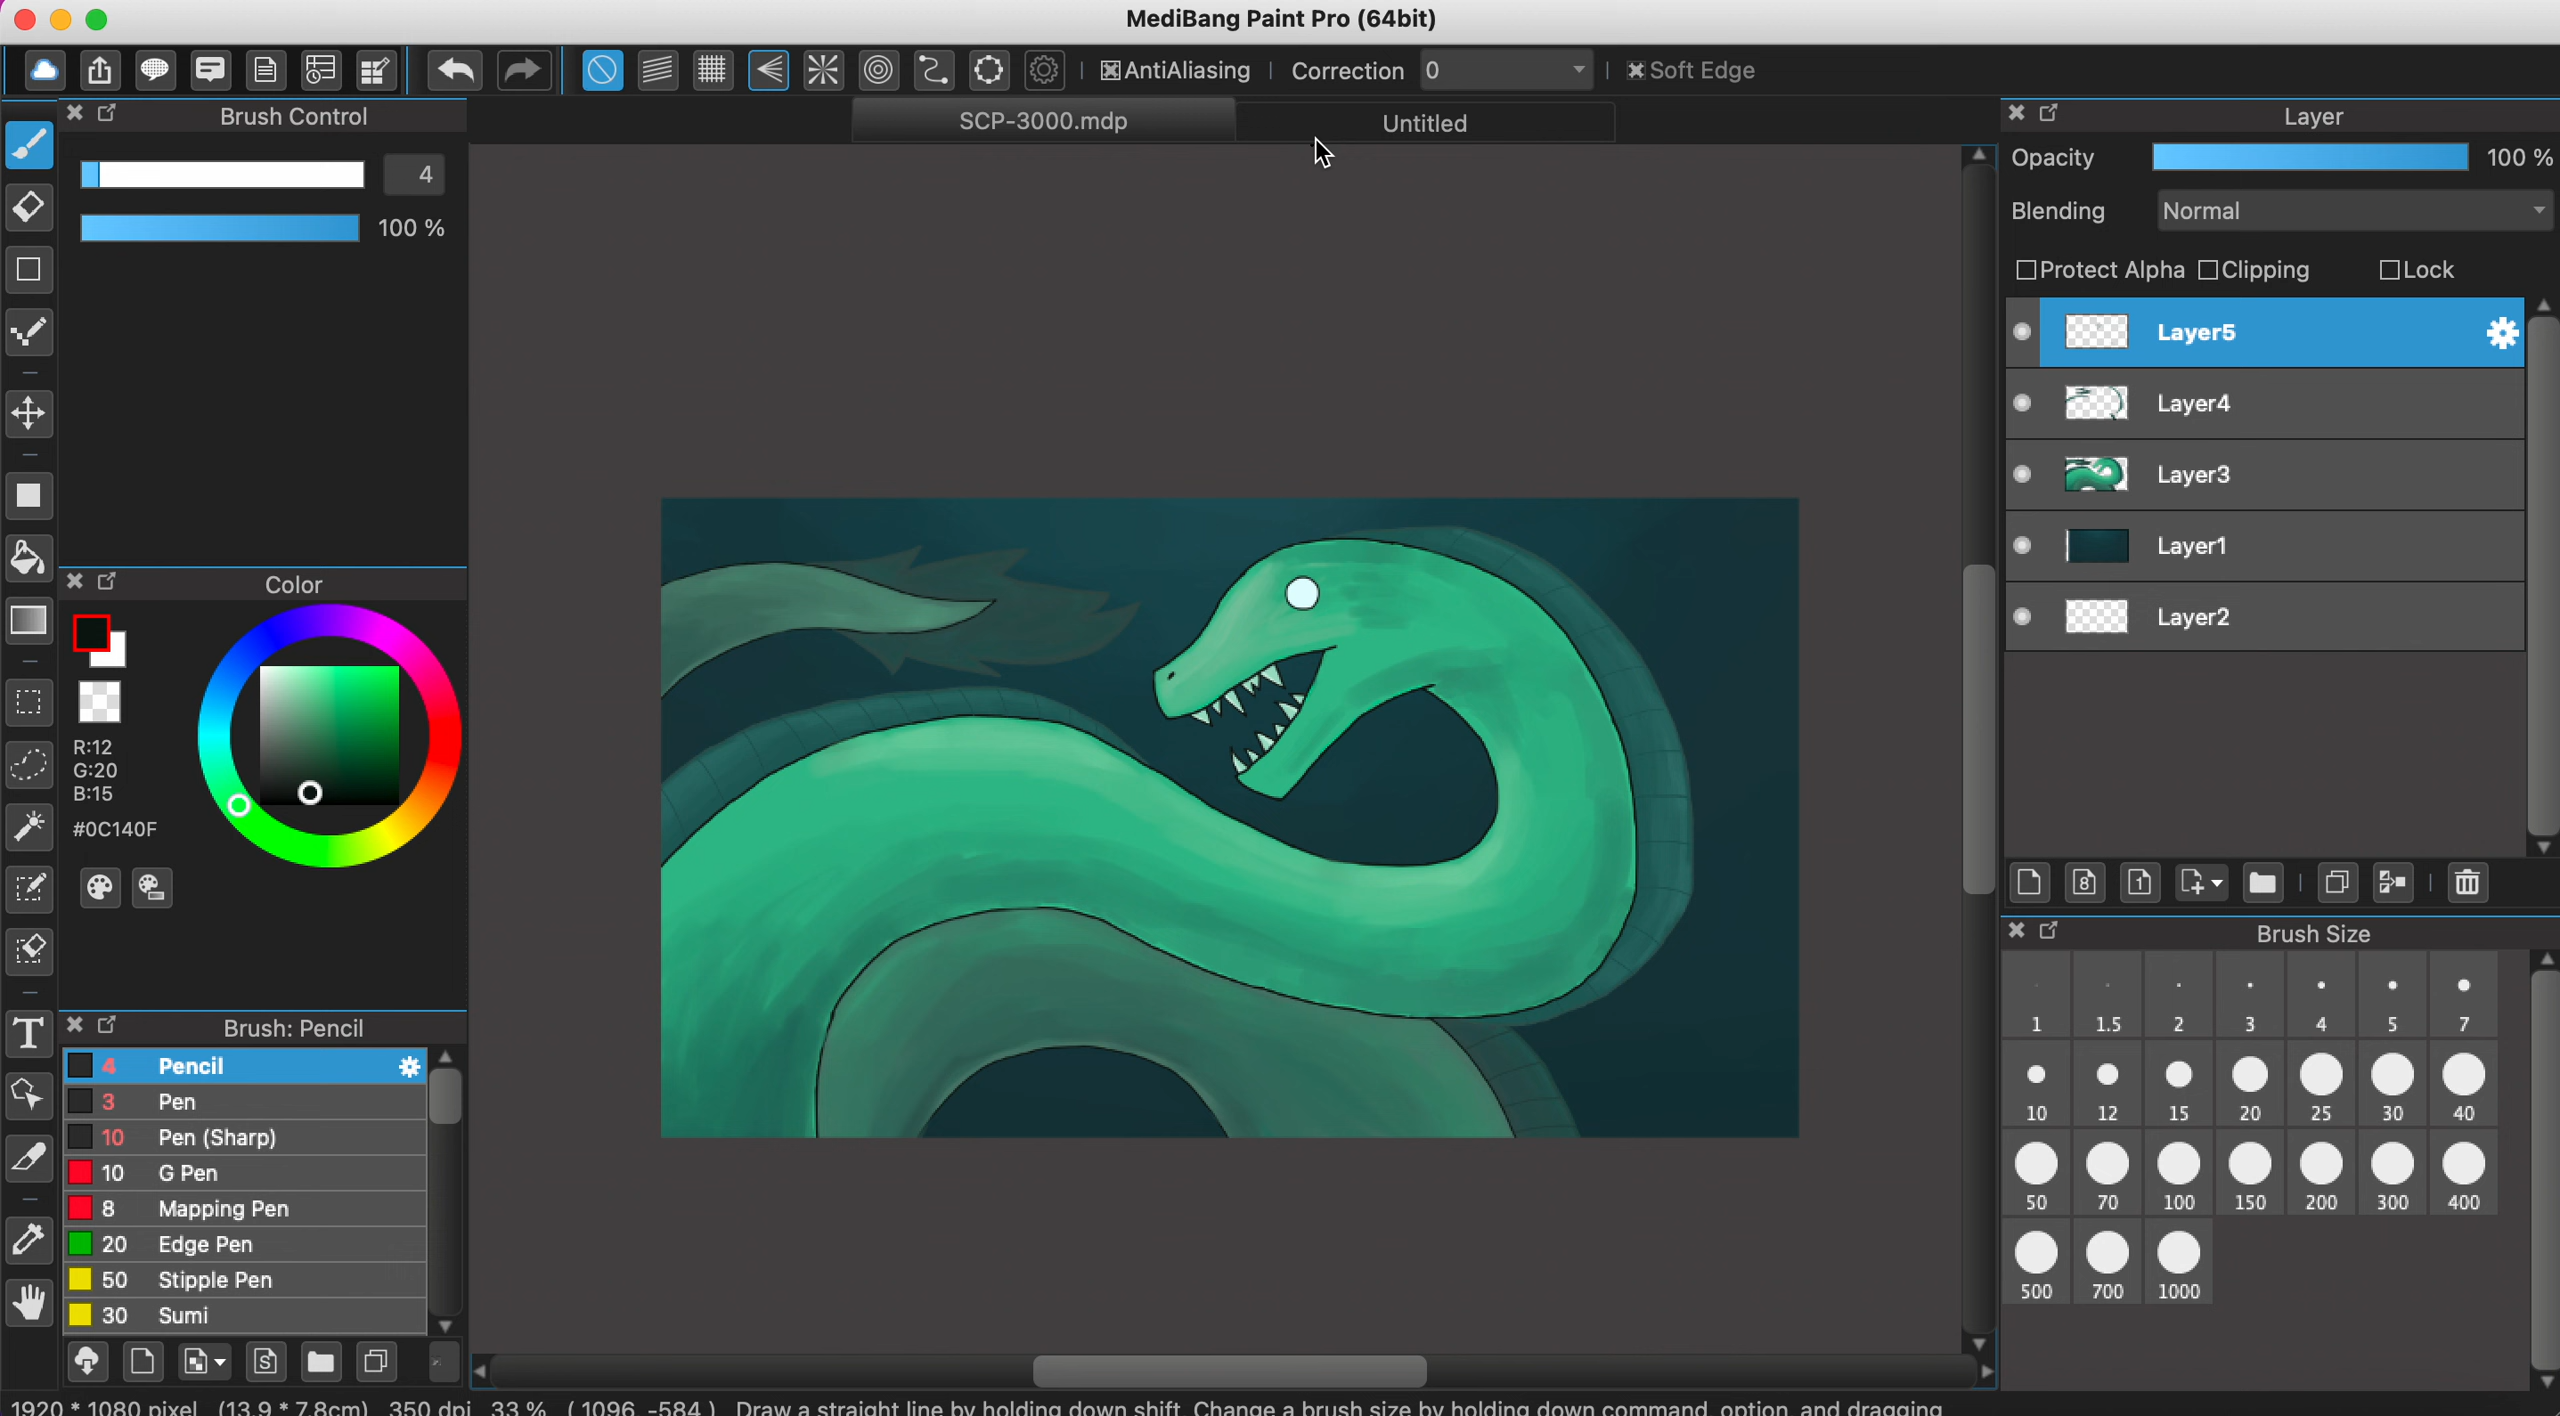 MediBang Paint Pro (64bit)
AntiAliasing Correction 0 Soft Edge
Brush Control
SCP-3000.mdp
Untitled
Layer
4
100 %
Opacity 100 %
Blending Normal
Protect Alpha Clipping Lock
Layer5
Layer4
Layer3
Layer1
Layer2
Color
R:12
G:20
B:15
#0C140F
8 1
Brush Size
1 1.5 2 3 4 5 7
10 12 15 20 25 30 40
50 70 100 150 200 300 400
500 700 1000
T
Brush: Pencil
4 Pencil
3 Pen
10 Pen (Sharp)
10 G Pen
8 Mapping Pen
20 Edge Pen
50 Stipple Pen
30 Sumi
S
1920 * 1080 pixel (13.9 * 7.8cm) 350 dpi 33 % ( 1096, -584 ) Draw a straight line by holding down shift, Change a brush size by holding down command, option, and dragging